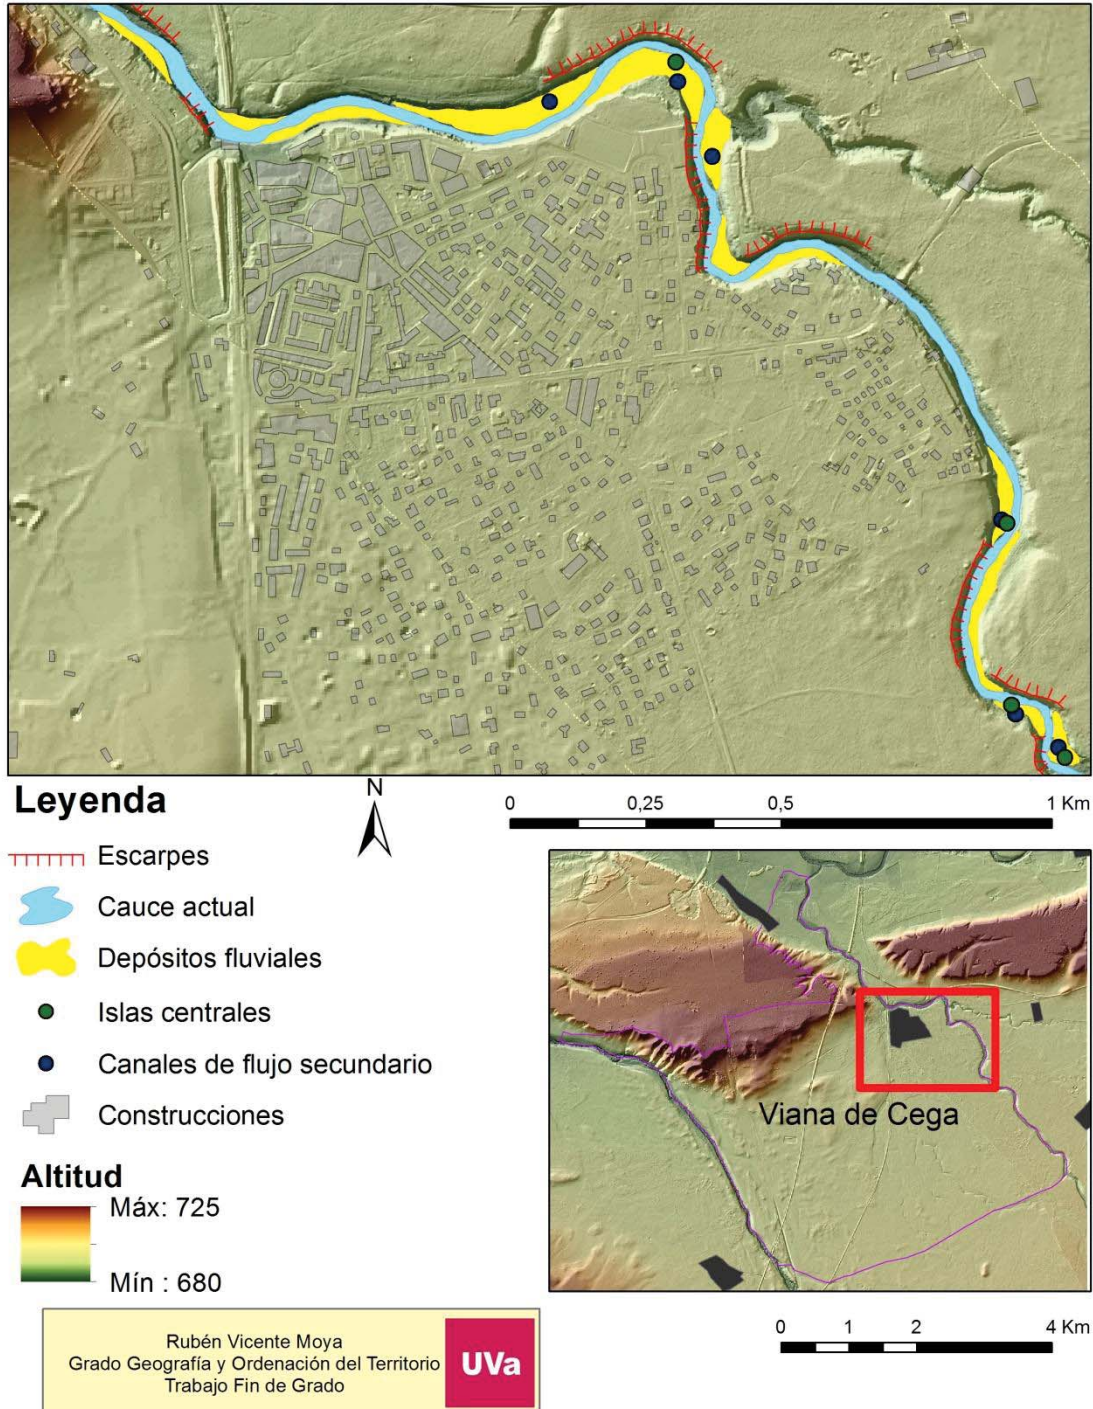 Leyenda
N
0 0,25 0,5 1 Km
Escarpes
Cauce actual
Depósitos fluviales
Islas centrales
Canales de flujo secundario
Construcciones
Altitud
Máx: 725
Mín : 680
Viana de Cega
0 1 2 4 Km
Rubén Vicente Moya
Grado Geografía y Ordenación del Territorio
Trabajo Fin de Grado
UVa